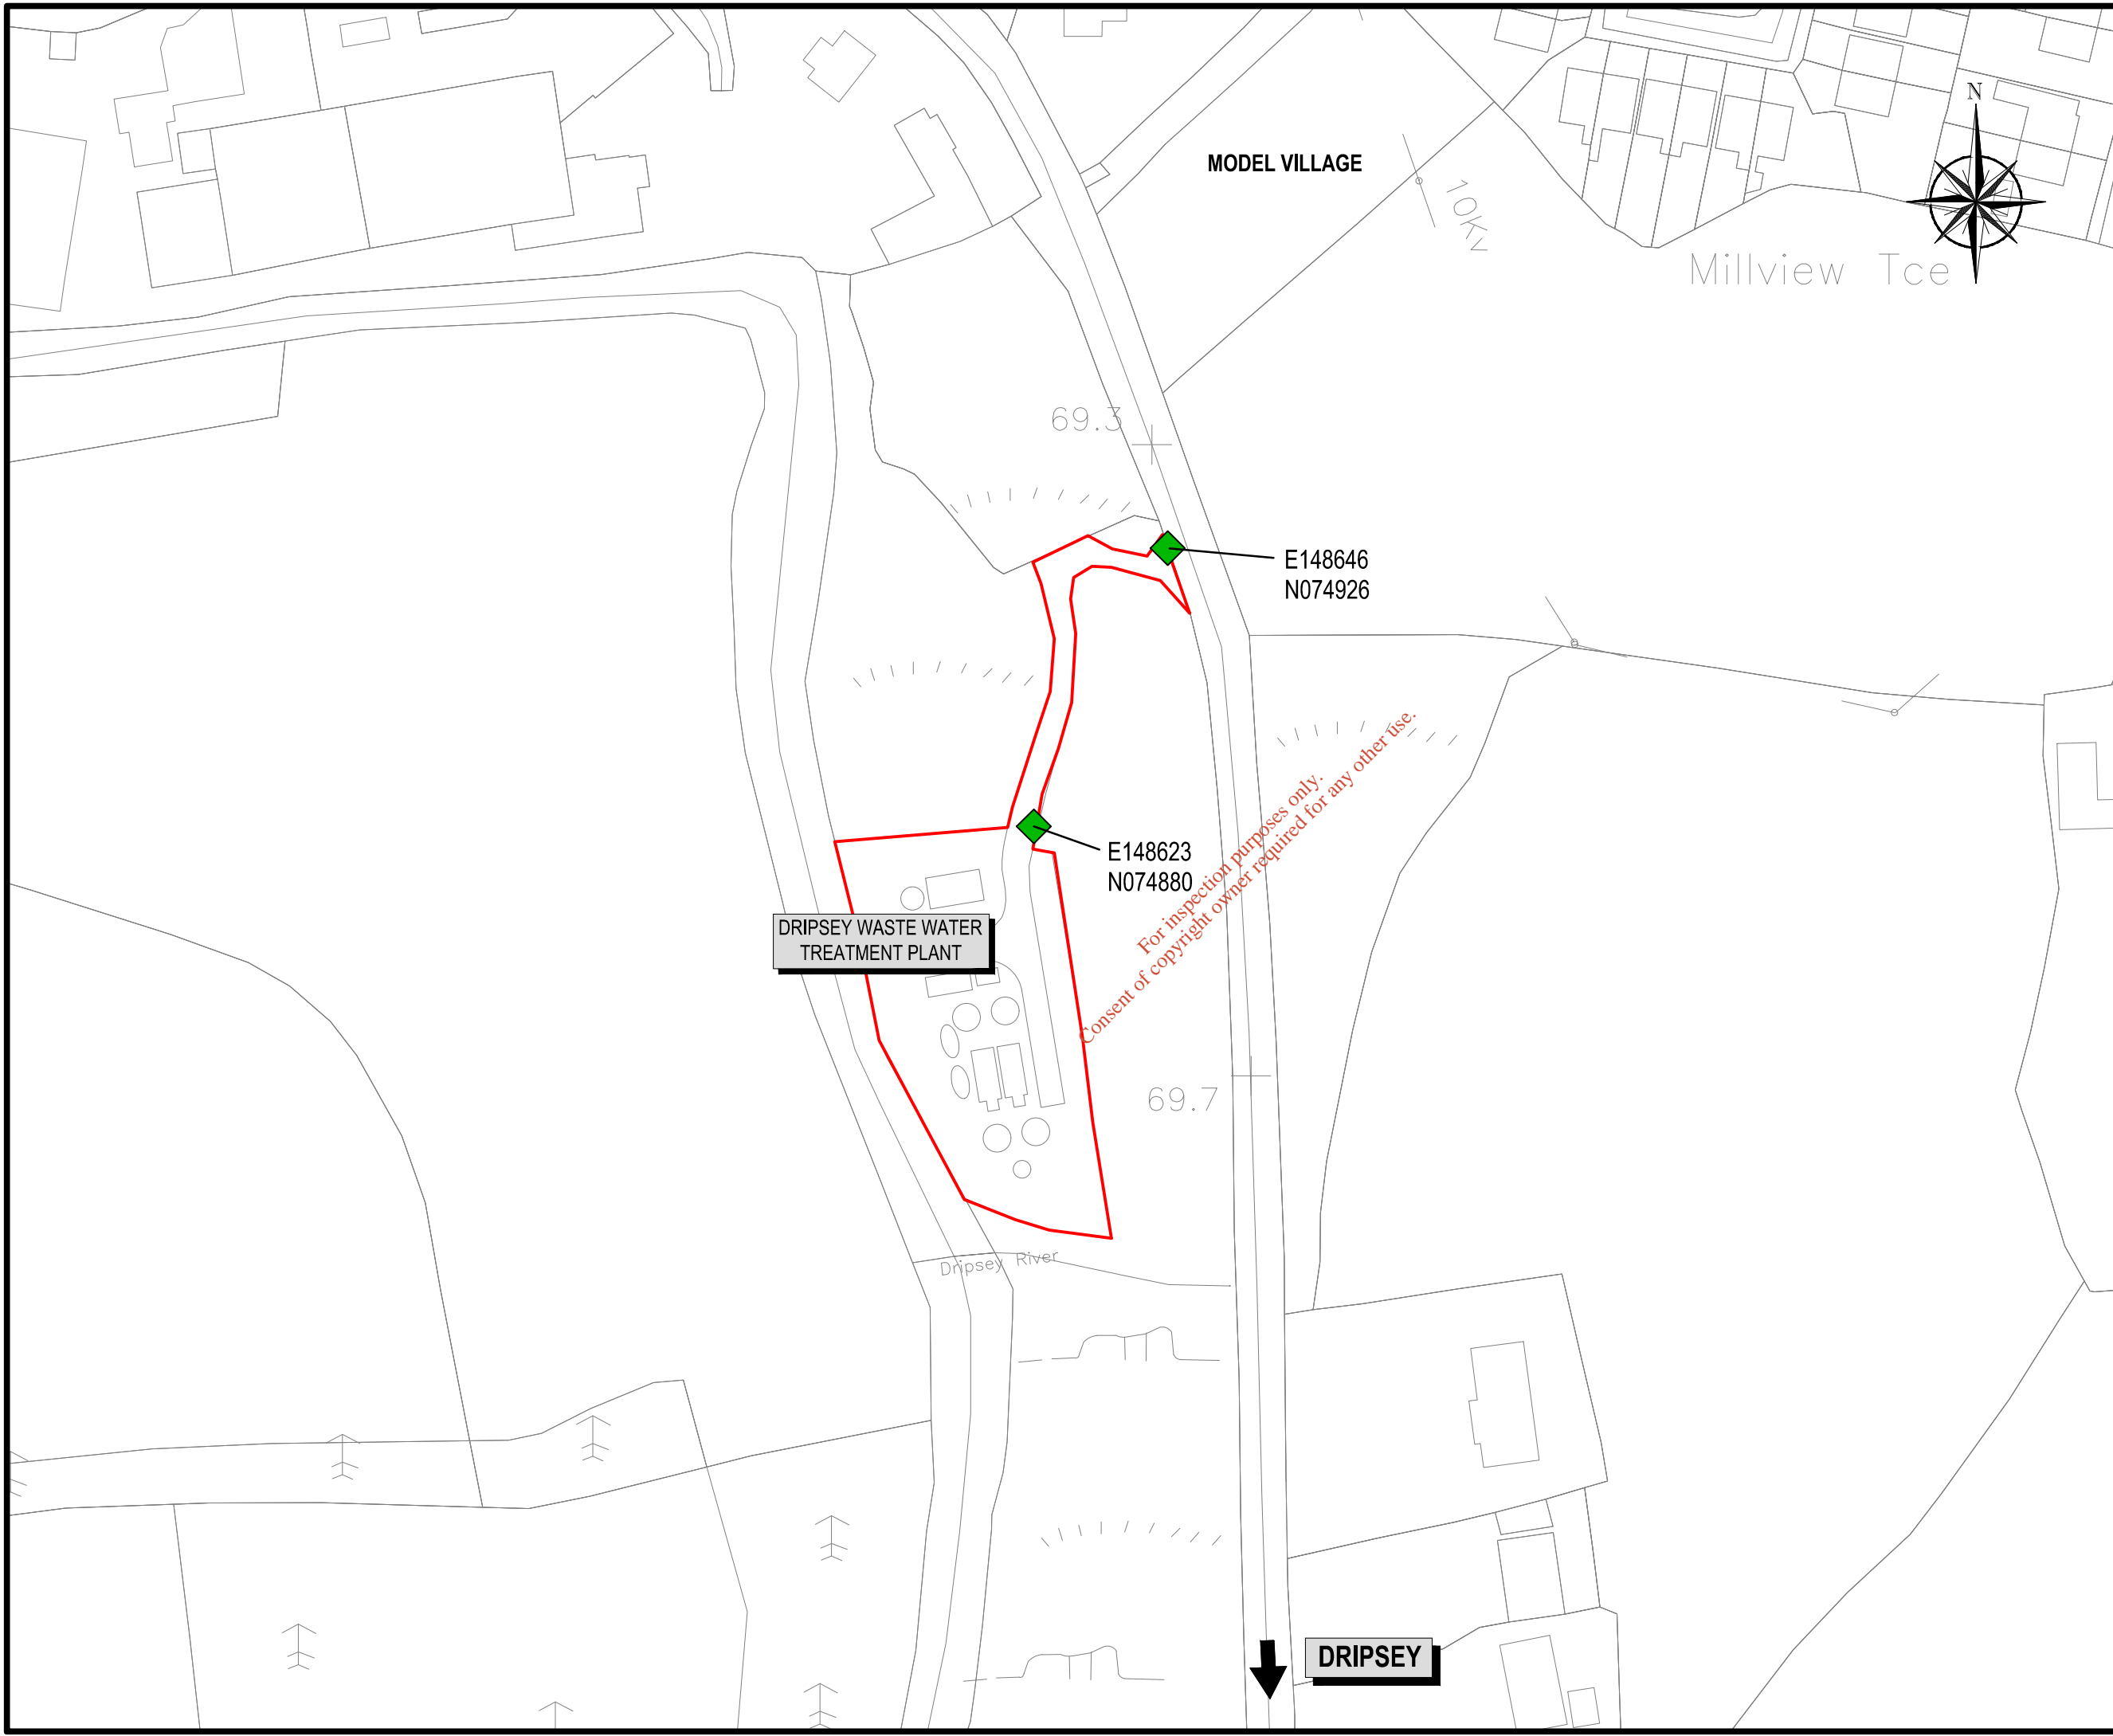 N
MODEL VILLAGE
10KV
Millview Tce
69.3
E148646
N074926
E148623
N074880
For inspection purposes only.
Consent of copyright owner required for any other use.
DRIPSEY WASTE WATER
TREATMENT PLANT
69.7
Dripsey River
DRIPSEY